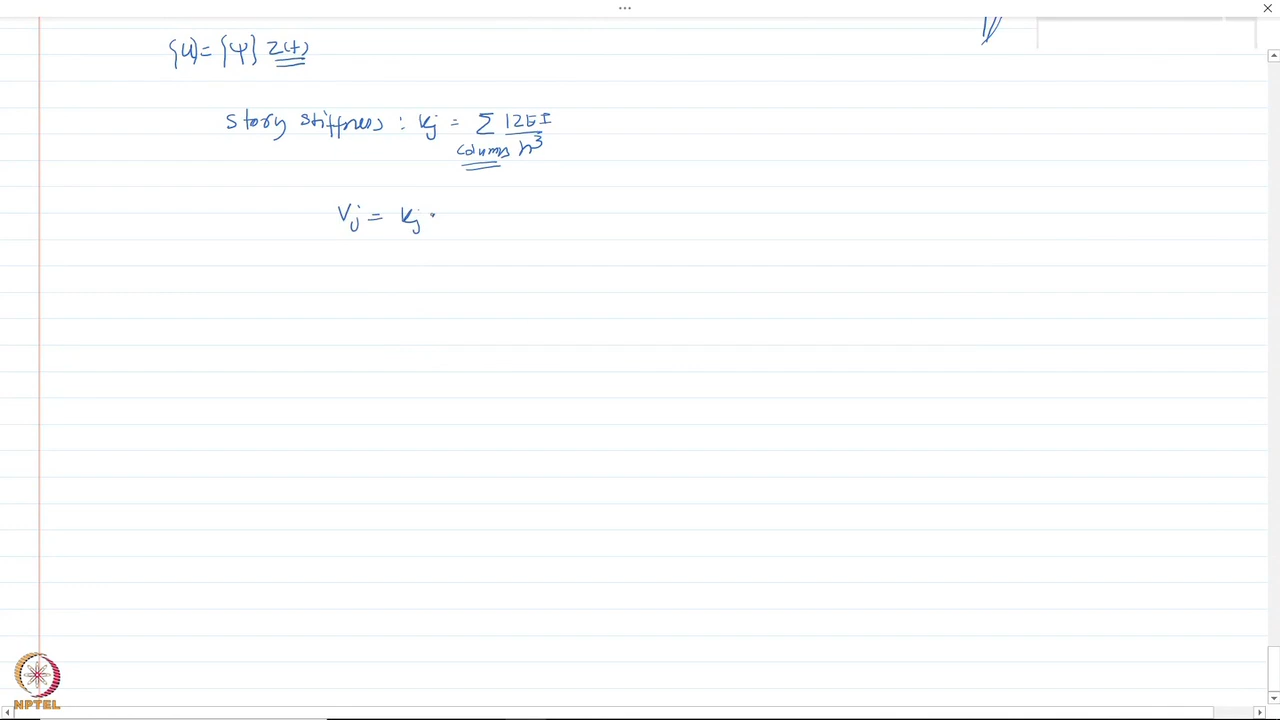 {u} = {ψ} z(t)
Story stiffness : kj = Σ 12EI
columns h³
Vj = kj ·
NPTEL